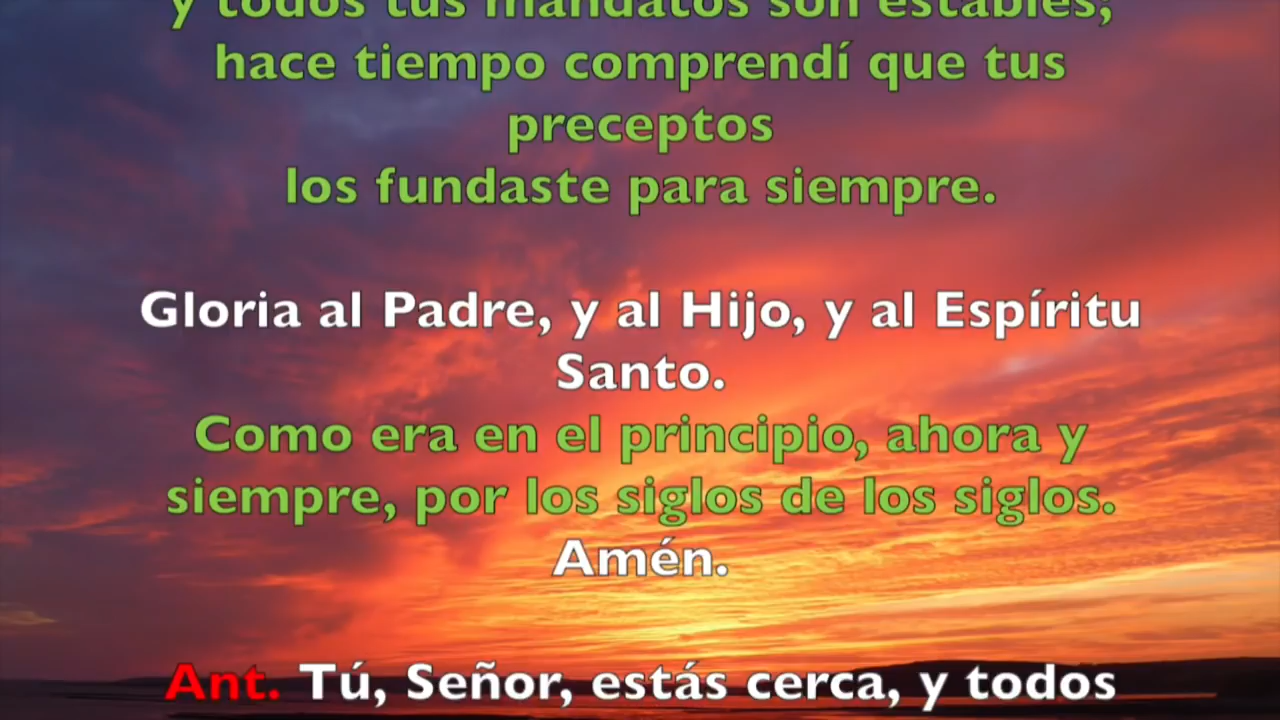 y todos tus mandatos son estables;
hace tiempo comprendí que tus
preceptos
los fundaste para siempre.
Gloria al Padre, y al Hijo, y al Espíritu
Santo.
Como era en el principio, ahora y
siempre, por los siglos de los siglos.
Amén.
Ant. Tú, Señor, estás cerca, y todos